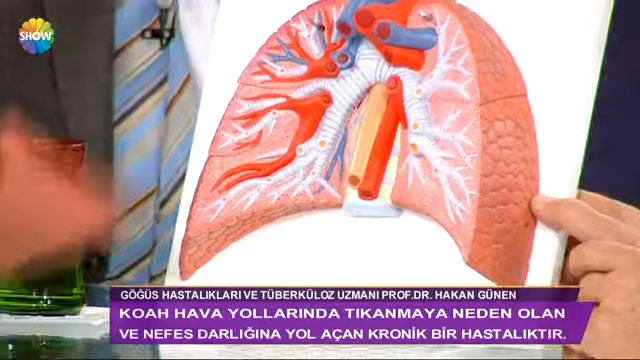 SHOW
GÖĞÜS HASTALIKLARI VE TÜBERKÜLOZ UZMANI PROF.DR. HAKAN GÜNEN
KOAH HAVA YOLLARINDA TIKANMAYA NEDEN OLAN
VE NEFES DARLIĞINA YOL AÇAN KRONİK BİR HASTALIKTIR.